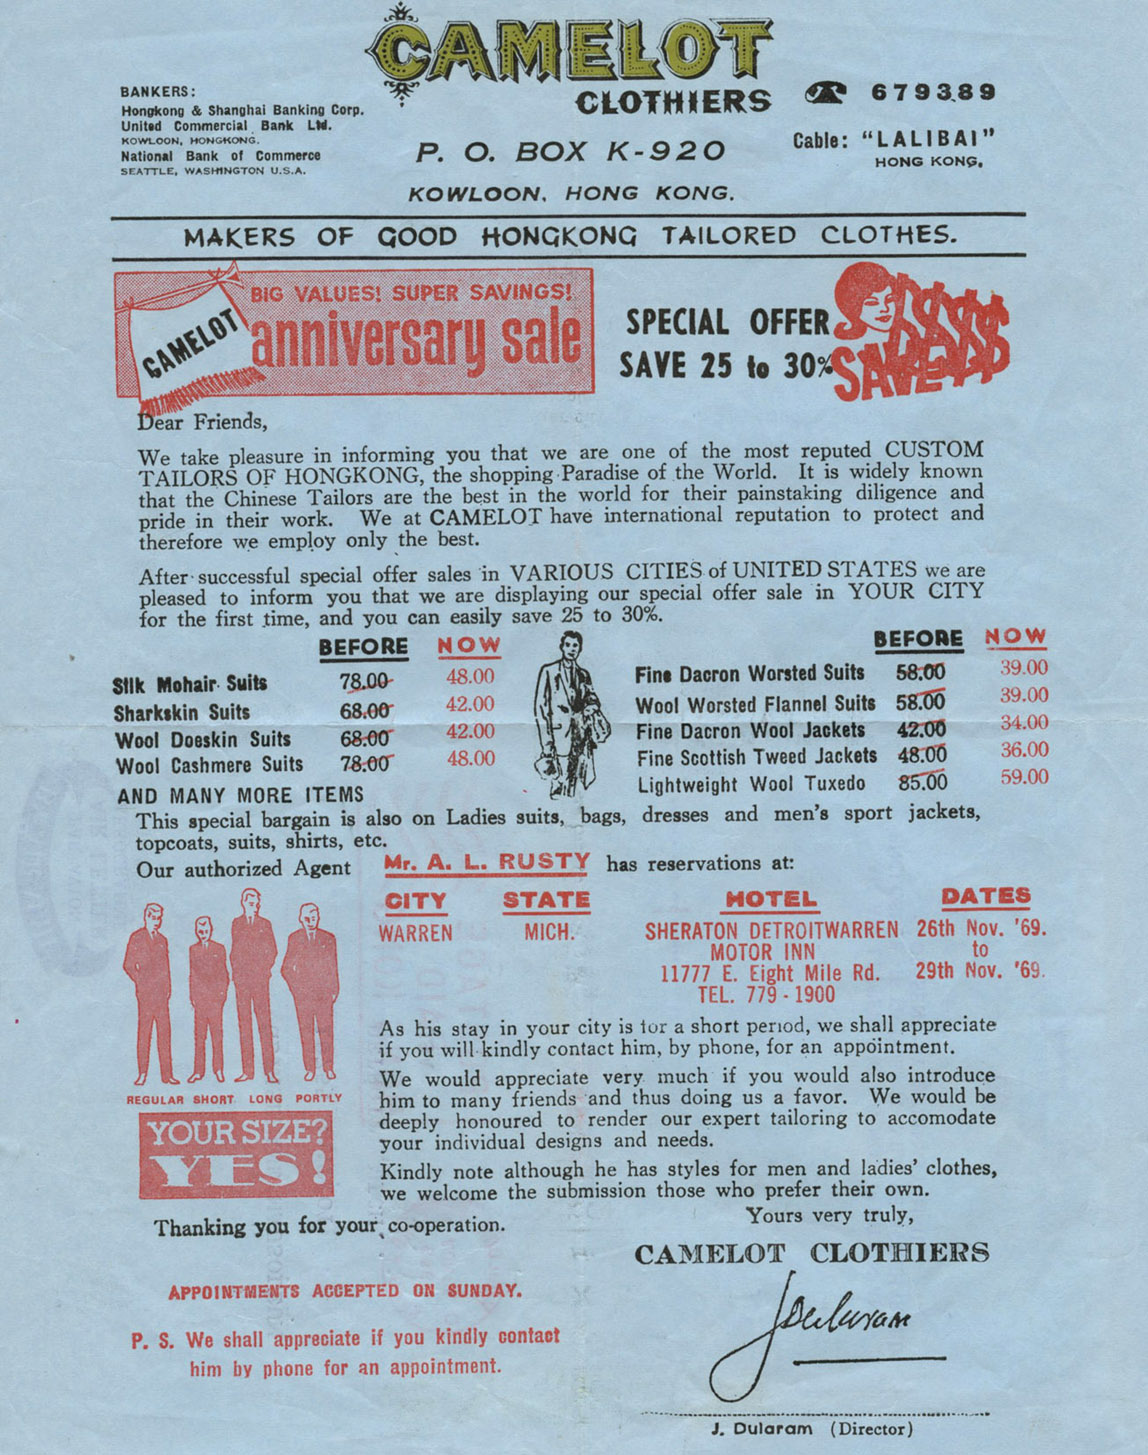 CAMELOT
CLOTHIERS
BANKERS:
Hongkong & Shanghai Banking Corp.
United Commercial Bank Ltd.
KOWLOON, HONGKONG.
National Bank of Commerce
SEATTLE, WASHINGTON U.S.A.
679389
Cable: "LALIBAI"
HONG KONG,
P. O. BOX K-920
KOWLOON, HONG KONG.
MAKERS OF GOOD HONGKONG TAILORED CLOTHES.
CAMELOT
BIG VALUES! SUPER SAVINGS!
anniversary sale
SPECIAL OFFER
SAVE 25 to 30%
SAVE $$$$
Dear Friends,
We take pleasure in informing you that we are one of the most reputed CUSTOM
TAILORS OF HONGKONG, the shopping Paradise of the World. It is widely known
that the Chinese Tailors are the best in the world for their painstaking diligence and
pride in their work. We at CAMELOT have international reputation to protect and
therefore we employ only the best.
After successful special offer sales in VARIOUS CITIES of UNITED STATES we are
pleased to inform you that we are displaying our special offer sale in YOUR CITY
for the first time, and you can easily save 25 to 30%.
BEFORE NOW
Silk Mohair Suits 78.00 48.00
Sharkskin Suits 68.00 42.00
Wool Doeskin Suits 68.00 42.00
Wool Cashmere Suits 78.00 48.00
AND MANY MORE ITEMS
BEFORE NOW
Fine Dacron Worsted Suits 58.00 39.00
Wool Worsted Flannel Suits 58.00 39.00
Fine Dacron Wool Jackets 42.00 34.00
Fine Scottish Tweed Jackets 48.00 36.00
Lightweight Wool Tuxedo 85.00 59.00
This special bargain is also on Ladies suits, bags, dresses and men's sport jackets,
topcoats, suits, shirts, etc.
Our authorized Agent Mr. A. L. RUSTY has reservations at:
CITY STATE HOTEL DATES
WARREN MICH. SHERATON DETROITWARREN 26th Nov. '69.
MOTOR INN to
11777 E. Eight Mile Rd. 29th Nov. '69.
TEL. 779 - 1900
REGULAR SHORT LONG PORTLY
YOUR SIZE?
YES!
As his stay in your city is for a short period, we shall appreciate
if you will kindly contact him, by phone, for an appointment.
We would appreciate very much if you would also introduce
him to many friends and thus doing us a favor. We would be
deeply honoured to render our expert tailoring to accomodate
your individual designs and needs.
Kindly note although he has styles for men and ladies' clothes,
we welcome the submission those who prefer their own.
Thanking you for your co-operation.
Yours very truly,
CAMELOT CLOTHIERS
APPOINTMENTS ACCEPTED ON SUNDAY.
P. S. We shall appreciate if you kindly contact
him by phone for an appointment.
J. Dularam (Director)